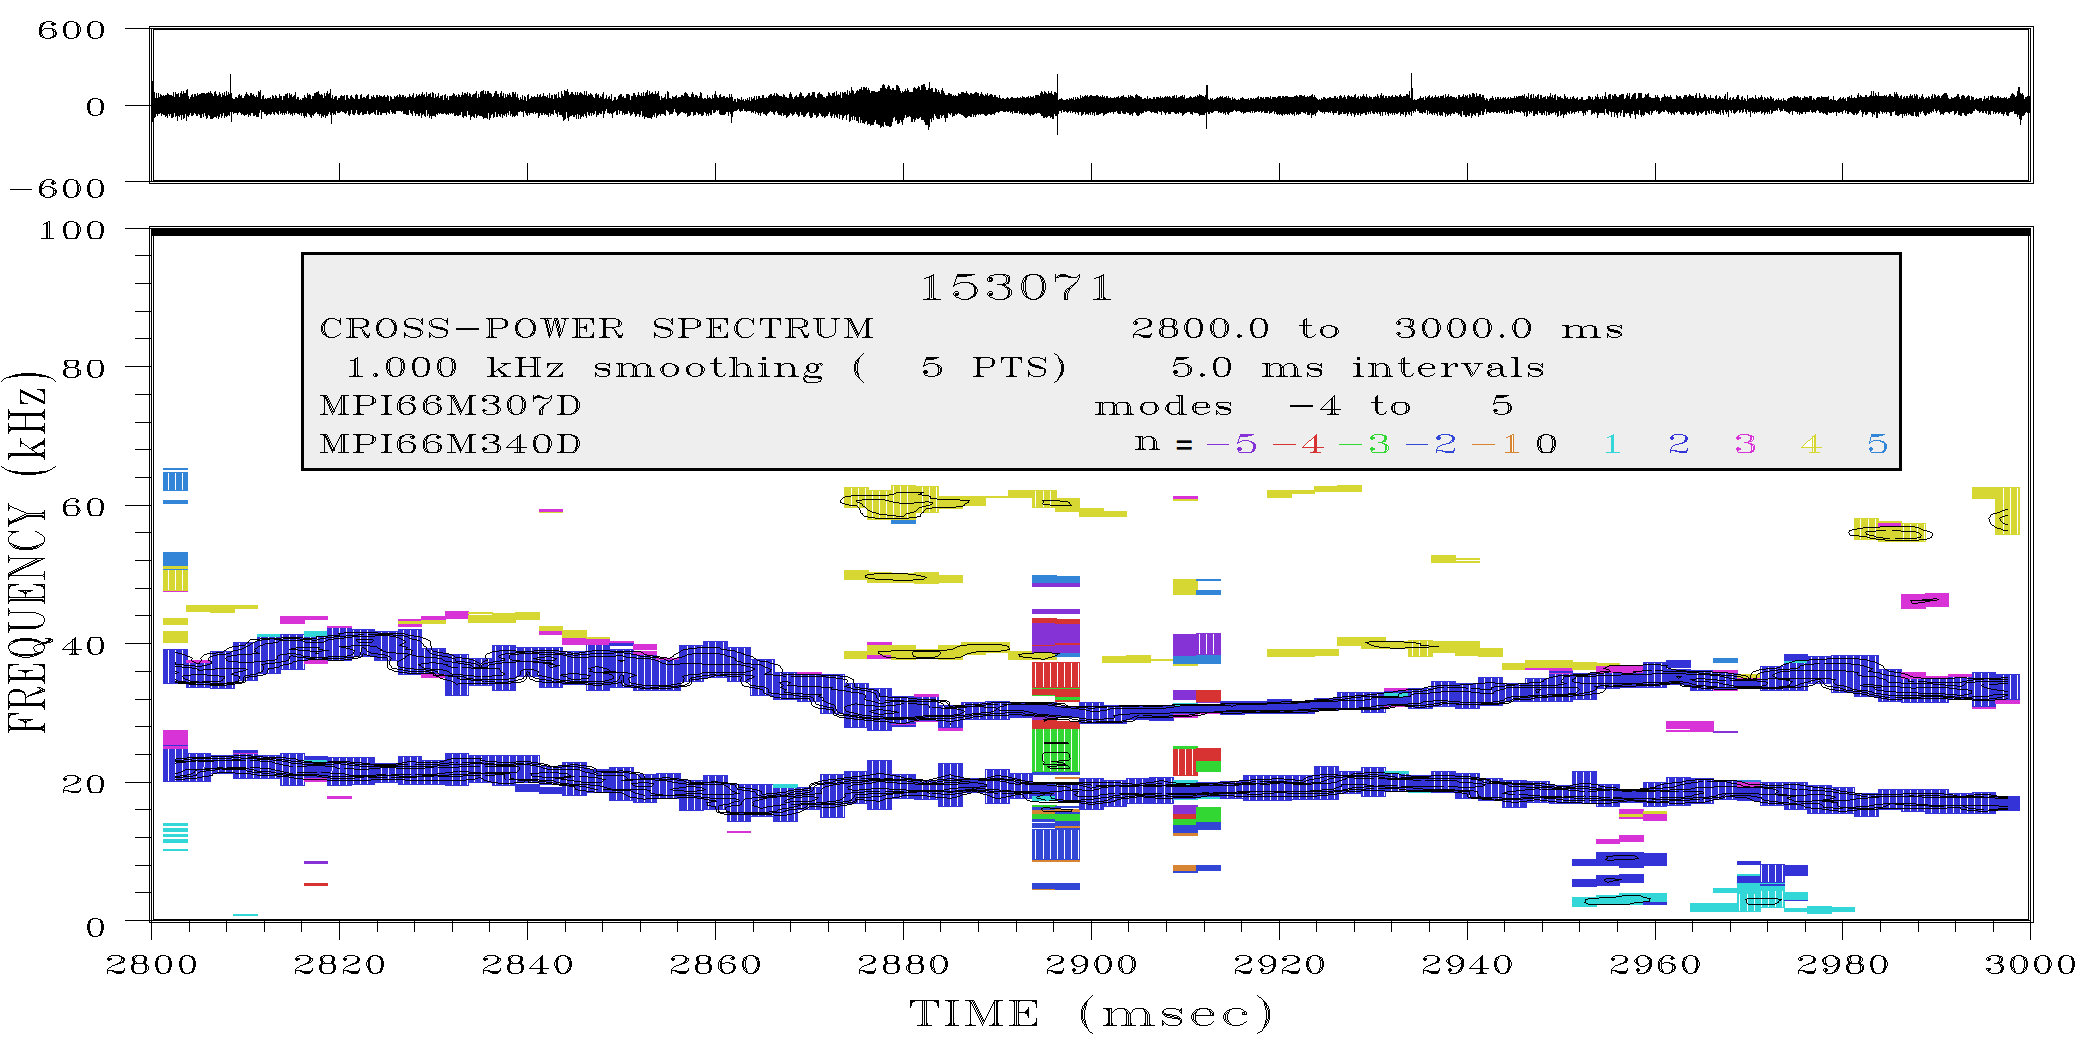 600
0
−600
100
80
60
40
20
0
FREQUENCY (kHz)
153071
CROSS−POWER SPECTRUM 2800.0 to 3000.0 ms
1.000 kHz smoothing ( 5 PTS) 5.0 ms intervals
MPI66M307D modes −4 to 5
MPI66M340D n = −5 −4 −3 −2 −1 0 1 2 3 4 5
2800 2820 2840 2860 2880 2900 2920 2940 2960 2980 3000
TIME (msec)